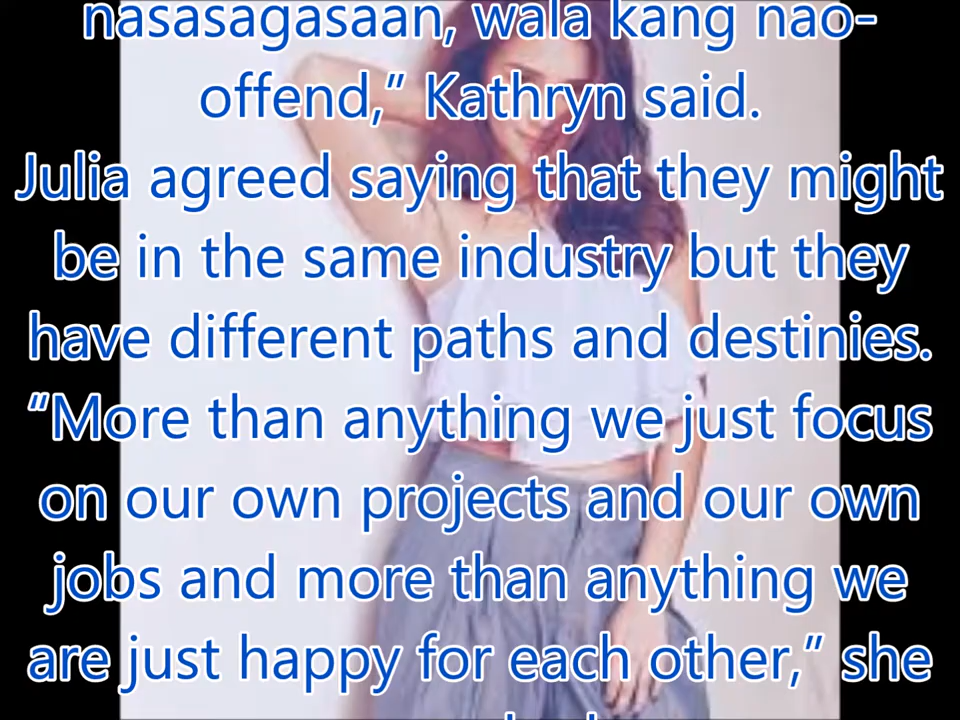 nasasagasaan, wala kang nao-
offend,” Kathryn said.
Julia agreed saying that they might
be in the same industry but they
have different paths and destinies.
“More than anything we just focus
on our own projects and our own
jobs and more than anything we
are just happy for each other,” she